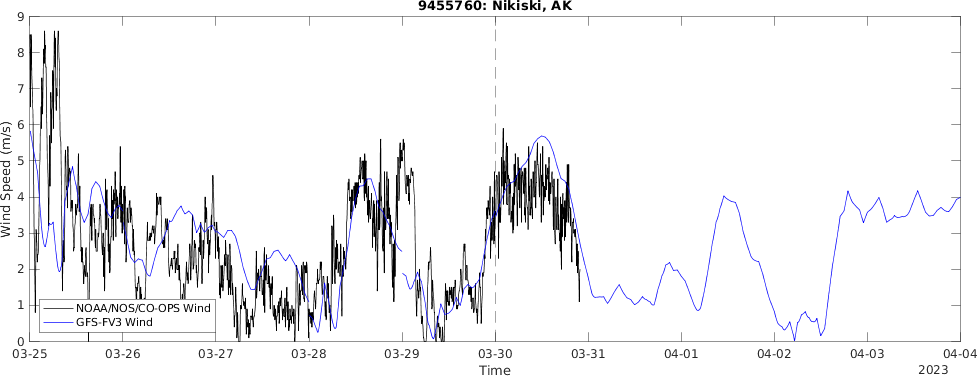 9455760: Nikiski, AK
Wind Speed (m/s)
9
8
7
6
5
4
3
2
1
0
NOAA/NOS/CO-OPS Wind
GFS-FV3 Wind
03-25 03-26 03-27 03-28 03-29 03-30 03-31 04-01 04-02 04-03 04-04
Time
2023